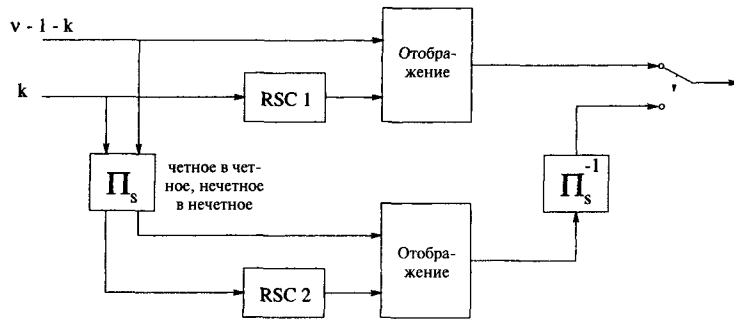 ν - 1 - k
k
RSC 1
Отобра-
жение
Π_s
четное в чет-
ное, нечетное
в нечетное
RSC 2
Отобра-
жение
Π_s^-1